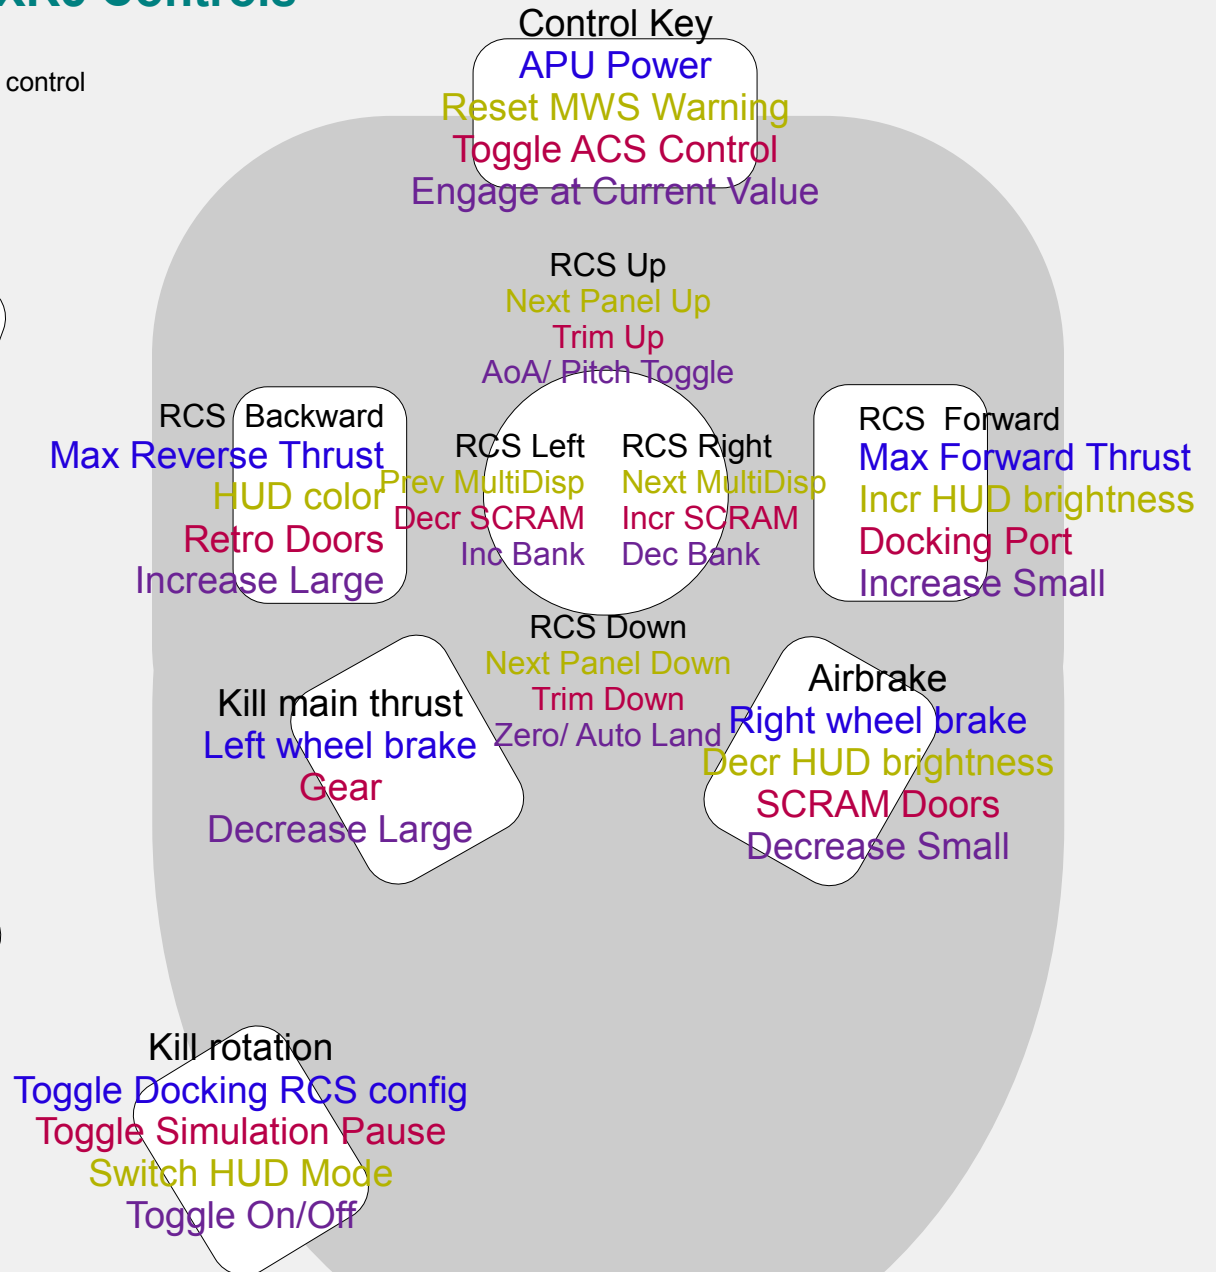 Controls
control
Control Key
APU Power
Reset MWS Warning
Toggle ACS Control
Engage at Current Value
RCS Up
Next Panel Up
Trim Up
AoA/ Pitch Toggle
RCS Backward
Max Reverse Thrust
HUD color
Retro Doors
Increase Large
RCS Left
Prev MultiDisp
Decr SCRAM
Inc Bank
RCS Right
Next MultiDisp
Incr SCRAM
Dec Bank
RCS Forward
Max Forward Thrust
Incr HUD brightness
Docking Port
Increase Small
RCS Down
Next Panel Down
Trim Down
Zero/ Auto Land
Kill main thrust
Left wheel brake
Gear
Decrease Large
Airbrake
Right wheel brake
Decr HUD brightness
SCRAM Doors
Decrease Small
Kill rotation
Toggle Docking RCS config
Toggle Simulation Pause
Switch HUD Mode
Toggle On/Off